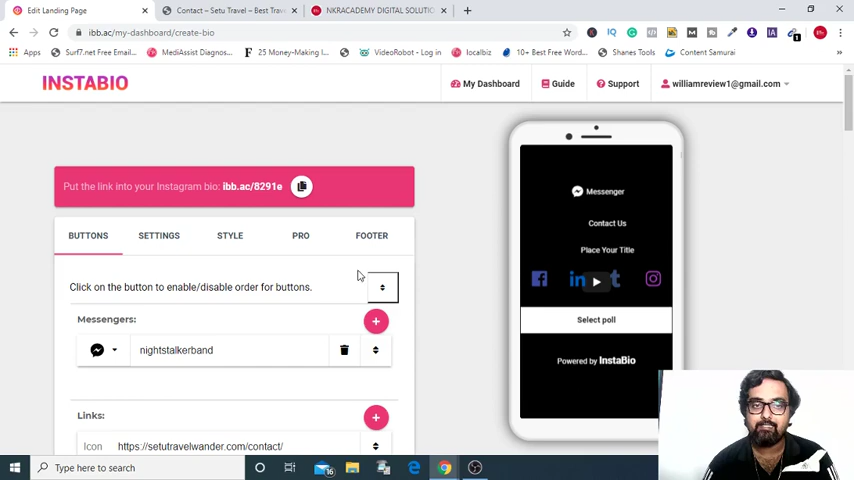 Edit Landing Page
Contact – Setu Travel – Best Trav
NKRACADEMY DIGITAL SOLUTIO
ibb.ac/my-dashboard/create-bio
Apps
Surf7.net Free Email...
MediAssist Diagnos...
25 Money-Making I...
VideoRobot - Log in
localbiz
10+ Best Free Word...
Shanes Tools
Content Samurai
INSTABIO
My Dashboard
Guide
Support
williamreview1@gmail.com
Put the link into your Instagram bio: ibb.ac/8291e
BUTTONS
SETTINGS
STYLE
PRO
FOOTER
Click on the button to enable/disable order for buttons.
Messengers:
nightstalkerband
Links:
Icon
https://setutravelwander.com/contact/
Messenger
Contact Us
Place Your Title
Select poll
Powered by InstaBio
Type here to search
16